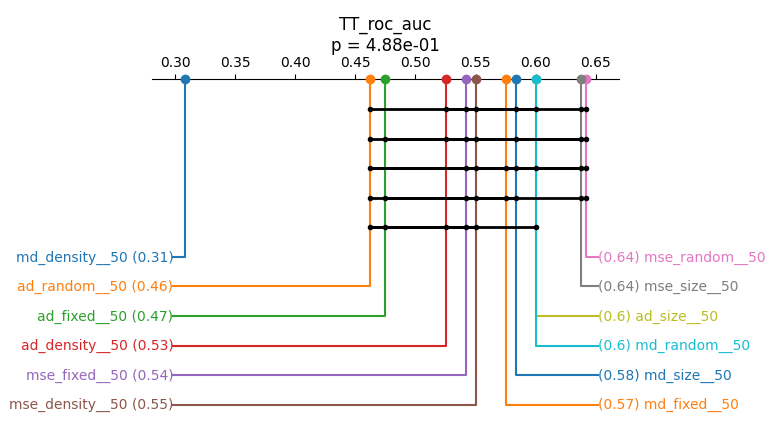 TT_roc_auc
p = 4.88e-01
0.30 0.35 0.40 0.45 0.50 0.55 0.60 0.65
md_density__50 (0.31)
(0.64) mse_random__50
ad_random__50 (0.46)
(0.64) mse_size__50
ad_fixed__50 (0.47)
(0.6) ad_size__50
ad_density__50 (0.53)
(0.6) md_random__50
mse_fixed__50 (0.54)
(0.58) md_size__50
mse_density__50 (0.55)
(0.57) md_fixed__50